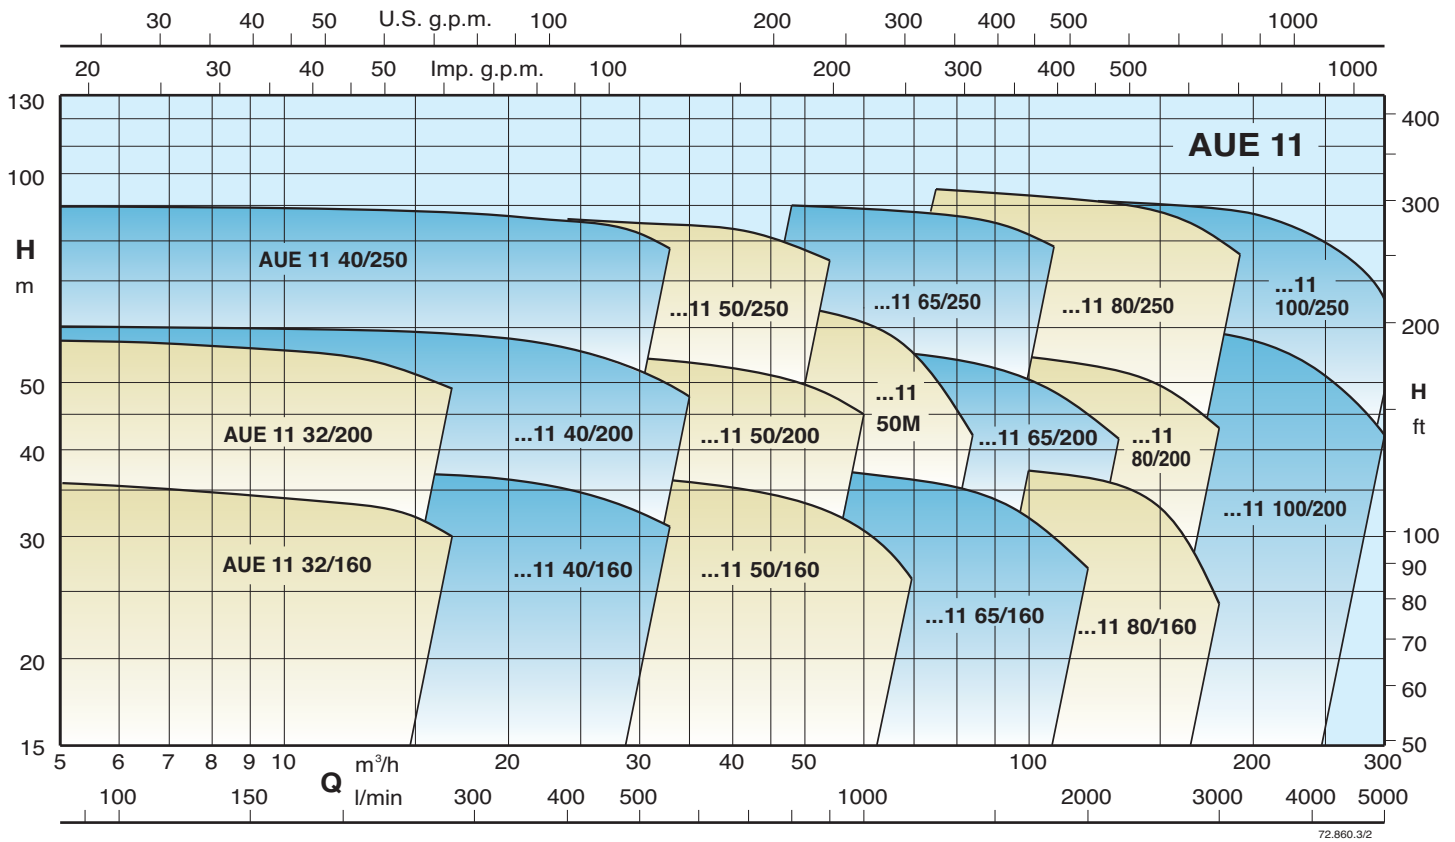 30 40 50 U.S. g.p.m. 100 200 300 400 500 1000
20 30 40 50 Imp. g.p.m. 100 200 300 400 500 1000
130
100
H
m
50
40
30
20
15
400
300
200
H
ft
100
90
80
70
60
50
AUE 11
AUE 11 40/250
...11 50/250
...11 65/250
...11 80/250
...11
100/250
AUE 11 32/200
...11 40/200
...11 50/200
...11
50M
...11 65/200
...11
80/200
...11 100/200
AUE 11 32/160
...11 40/160
...11 50/160
...11 65/160
...11 80/160
5 6 7 8 9 10 Q m³/h 20 30 40 50 100 200 300
100 150 l/min 300 400 500 1000 2000 3000 4000 5000
72.860.3/2